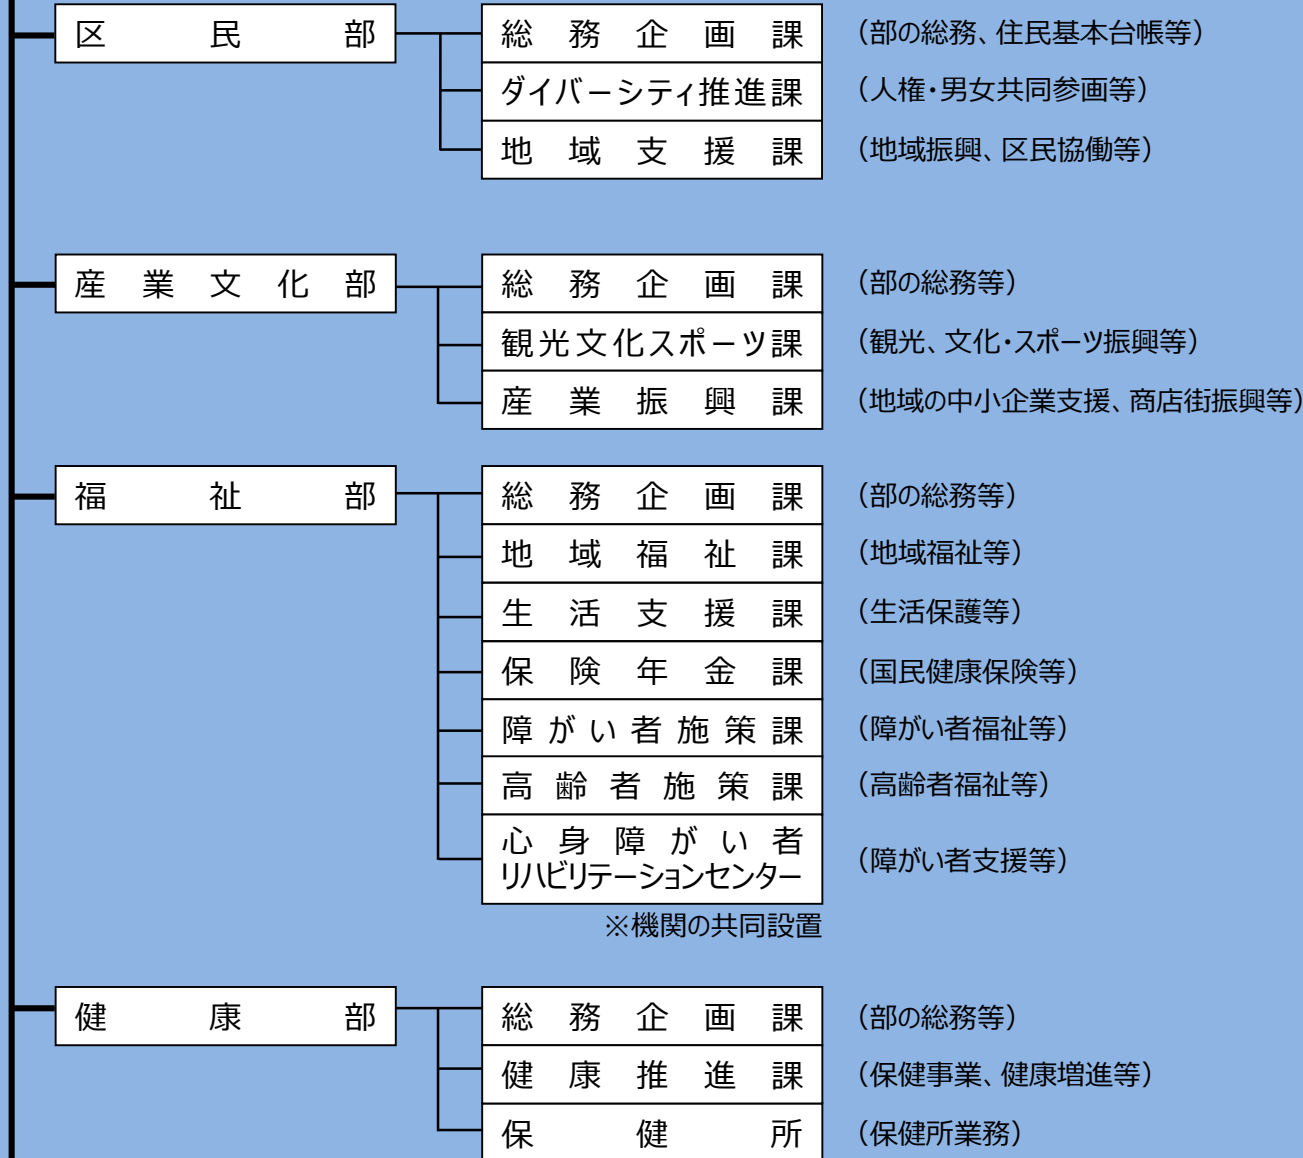 区民部 総務企画課 (部の総務、住民基本台帳等)
ダイバーシティ推進課 (人権・男女共同参画等)
地域支援課 (地域振興、区民協働等)
産業文化部 総務企画課 (部の総務等)
観光文化スポーツ課 (観光、文化・スポーツ振興等)
産業振興課 (地域の中小企業支援、商店街振興等)
福祉部 総務企画課 (部の総務等)
地域福祉課 (地域福祉等)
生活支援課 (生活保護等)
保険年金課 (国民健康保険等)
障がい者施策課 (障がい者福祉等)
高齢者施策課 (高齢者福祉等)
心身障がい者
リハビリテーションセンター (障がい者支援等)
※機関の共同設置
健康部 総務企画課 (部の総務等)
健康推進課 (保健事業、健康増進等)
保健所 (保健所業務)